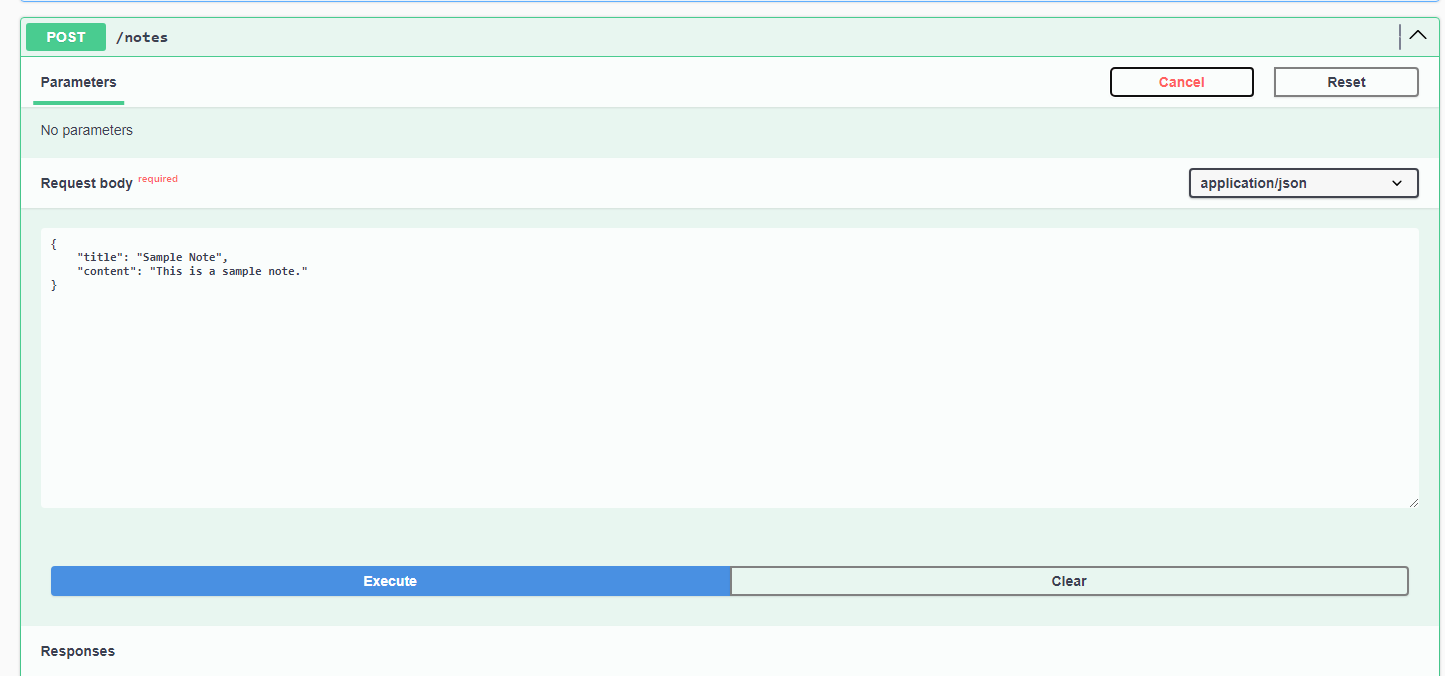 POST /notes
Parameters Cancel Reset
No parameters
Request body required application/json
{
    "title": "Sample Note",
    "content": "This is a sample note."
}
Execute Clear
Responses